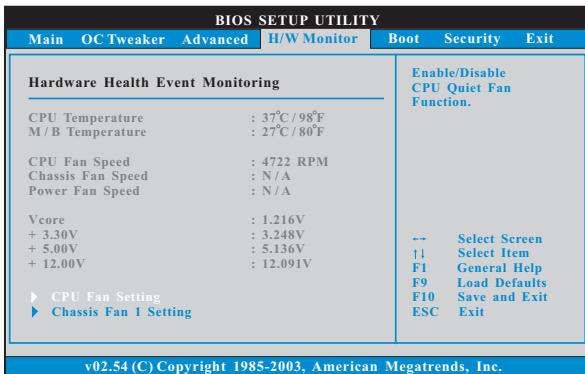 BIOS SETUP UTILITY
Main OC Tweaker Advanced H/W Monitor Boot Security Exit
Hardware Health Event Monitoring
CPU Temperature : 37°C / 98°F
M / B Temperature : 27°C / 80°F
CPU Fan Speed : 4722 RPM
Chassis Fan Speed : N / A
Power Fan Speed : N / A
Vcore : 1.216V
+ 3.30V : 3.248V
+ 5.00V : 5.136V
+ 12.00V : 12.091V
CPU Fan Setting
Chassis Fan 1 Setting
Enable/Disable
CPU Quiet Fan
Function.
←→ Select Screen
↑↓ Select Item
F1 General Help
F9 Load Defaults
F10 Save and Exit
ESC Exit
v02.54 (C) Copyright 1985-2003, American Megatrends, Inc.